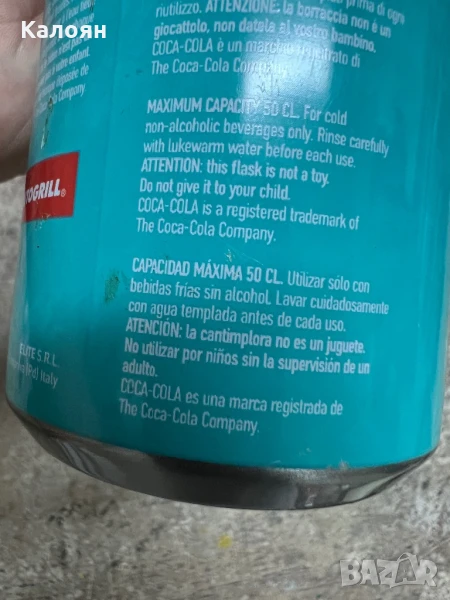 Калоян
prima di ogni
riutilizzo. ATTENZIONE: la borraccia non è un
giocattolo, non datela al vostro bambino.
COCA-COLA è un marchio registrato di
The Coca-Cola Company.
MAXIMUM CAPACITY 50 CL. For cold
non-alcoholic beverages only. Rinse carefully
with lukewarm water before each use.
ATTENTION: this flask is not a toy.
Do not give it to your child.
COCA-COLA is a registered trademark of
The Coca-Cola Company.
CAPACIDAD MÁXIMA 50 CL. Utilizar sólo con
bebidas frías sin alcohol. Lavar cuidadosamente
con agua templada antes de cada uso.
ATENCIÓN: la cantimplora no es un juguete.
No utilizar por niños sin la supervisión de un
adulto.
COCA-COLA es una marca registrada de
The Coca-Cola Company.
TOGRILL®
ELITE S.R.L.
Italy
BAZAR